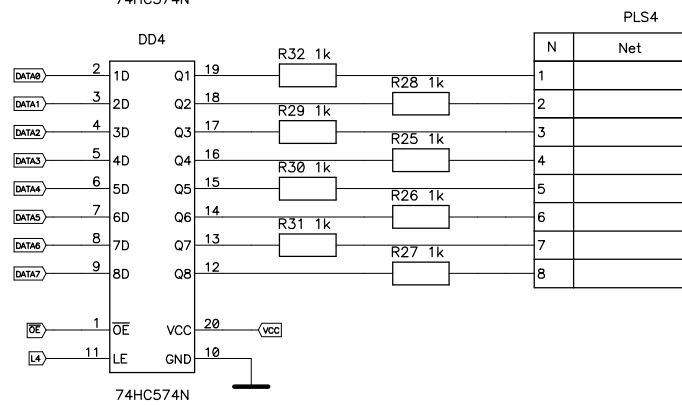 74HC574N
PLS4
DD4
N Net
R32 1k
DATA0 2 1D Q1 19 1
R28 1k
DATA1 3 2D Q2 18 2
R29 1k
DATA2 4 3D Q3 17 3
R25 1k
DATA3 5 4D Q4 16 4
R30 1k
DATA4 6 5D Q5 15 5
R26 1k
DATA5 7 6D Q6 14 6
R31 1k
DATA6 8 7D Q7 13 7
R27 1k
DATA7 9 8D Q8 12 8
OE 1 OE VCC 20 VCC
L4 11 LE GND 10
74HC574N